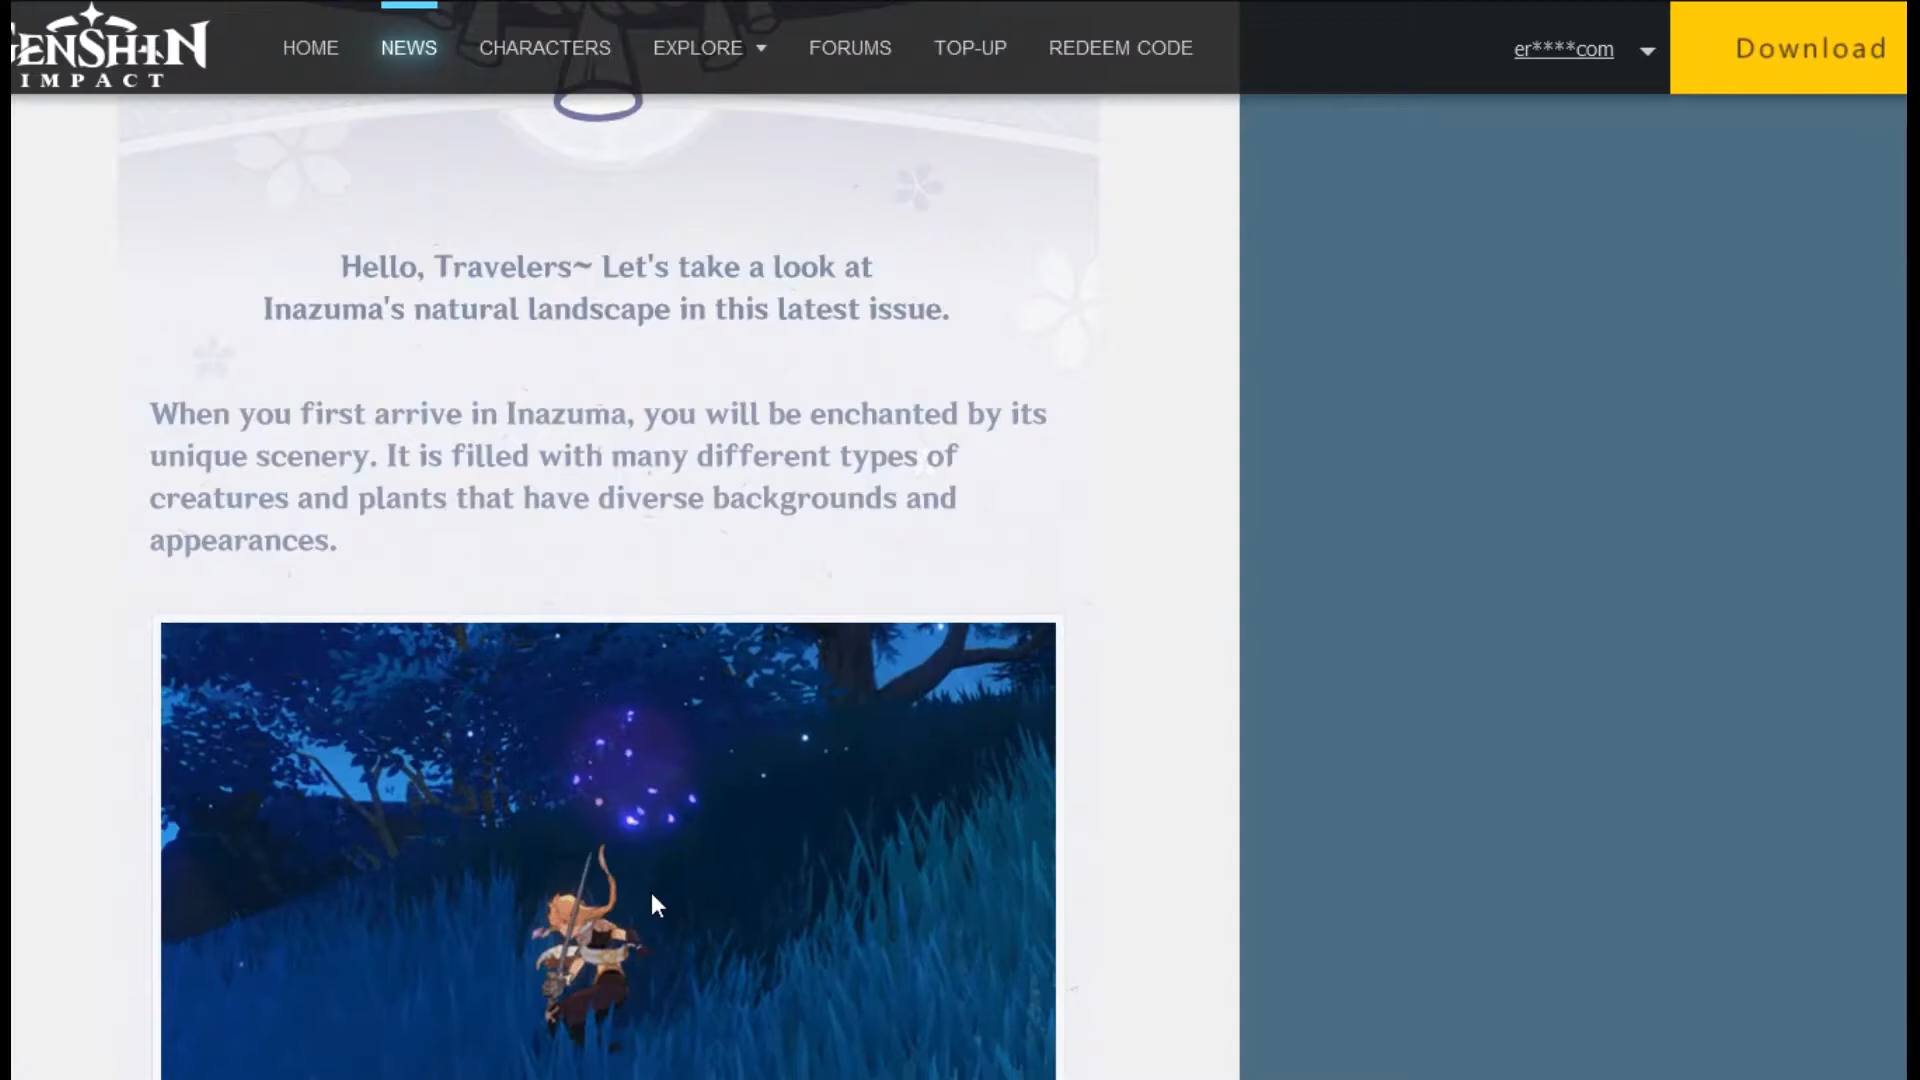 GENSHIN
IMPACT
HOME NEWS CHARACTERS EXPLORE FORUMS TOP-UP REDEEM CODE
er****com
Download
Hello, Travelers~ Let's take a look at
Inazuma's natural landscape in this latest issue.
When you first arrive in Inazuma, you will be enchanted by its
unique scenery. It is filled with many different types of
creatures and plants that have diverse backgrounds and
appearances.